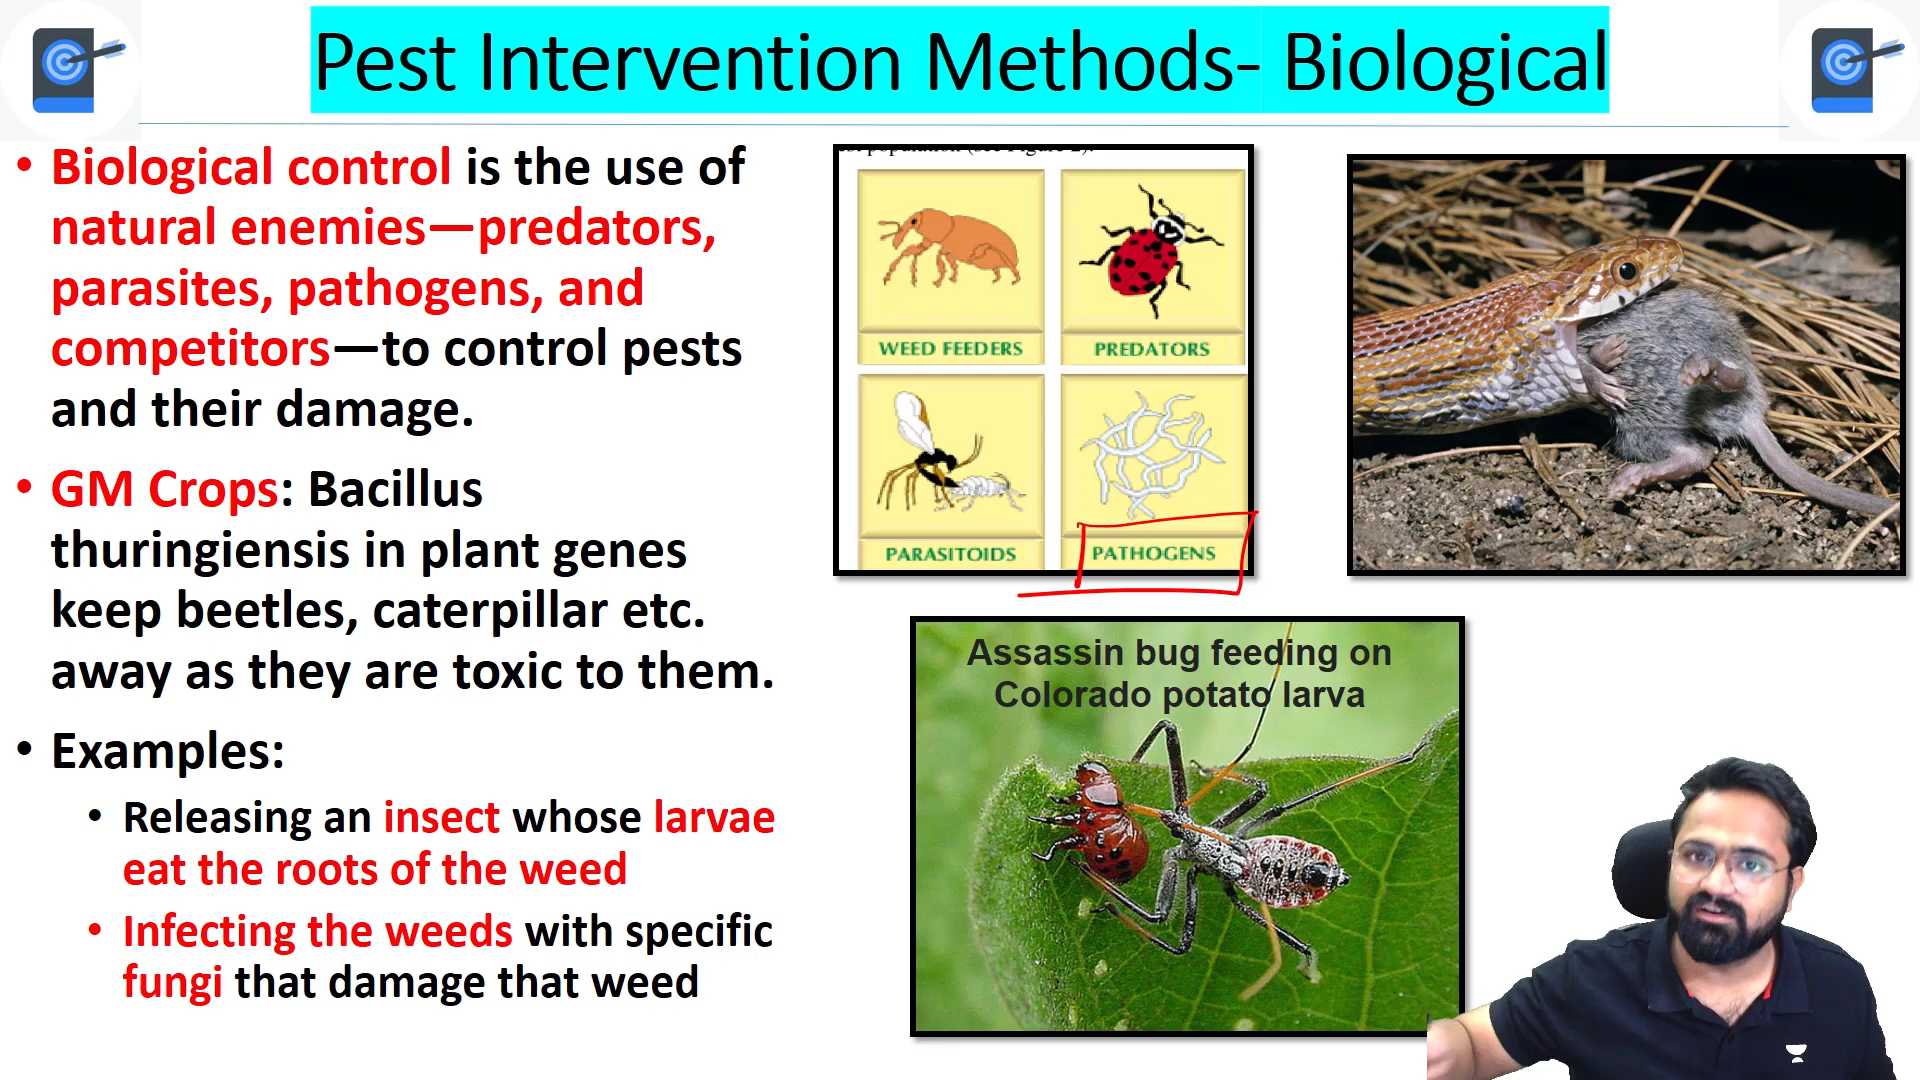 Pest Intervention Methods- Biological
• Biological control is the use of
natural enemies—predators,
parasites, pathogens, and
competitors—to control pests
and their damage.
• GM Crops: Bacillus
thuringiensis in plant genes
keep beetles, caterpillar etc.
away as they are toxic to them.
• Examples:
• Releasing an insect whose larvae
eat the roots of the weed
• Infecting the weeds with specific
fungi that damage that weed
WEED FEEDERS
PREDATORS
PARASITOIDS
PATHOGENS
Assassin bug feeding on
Colorado potato larva